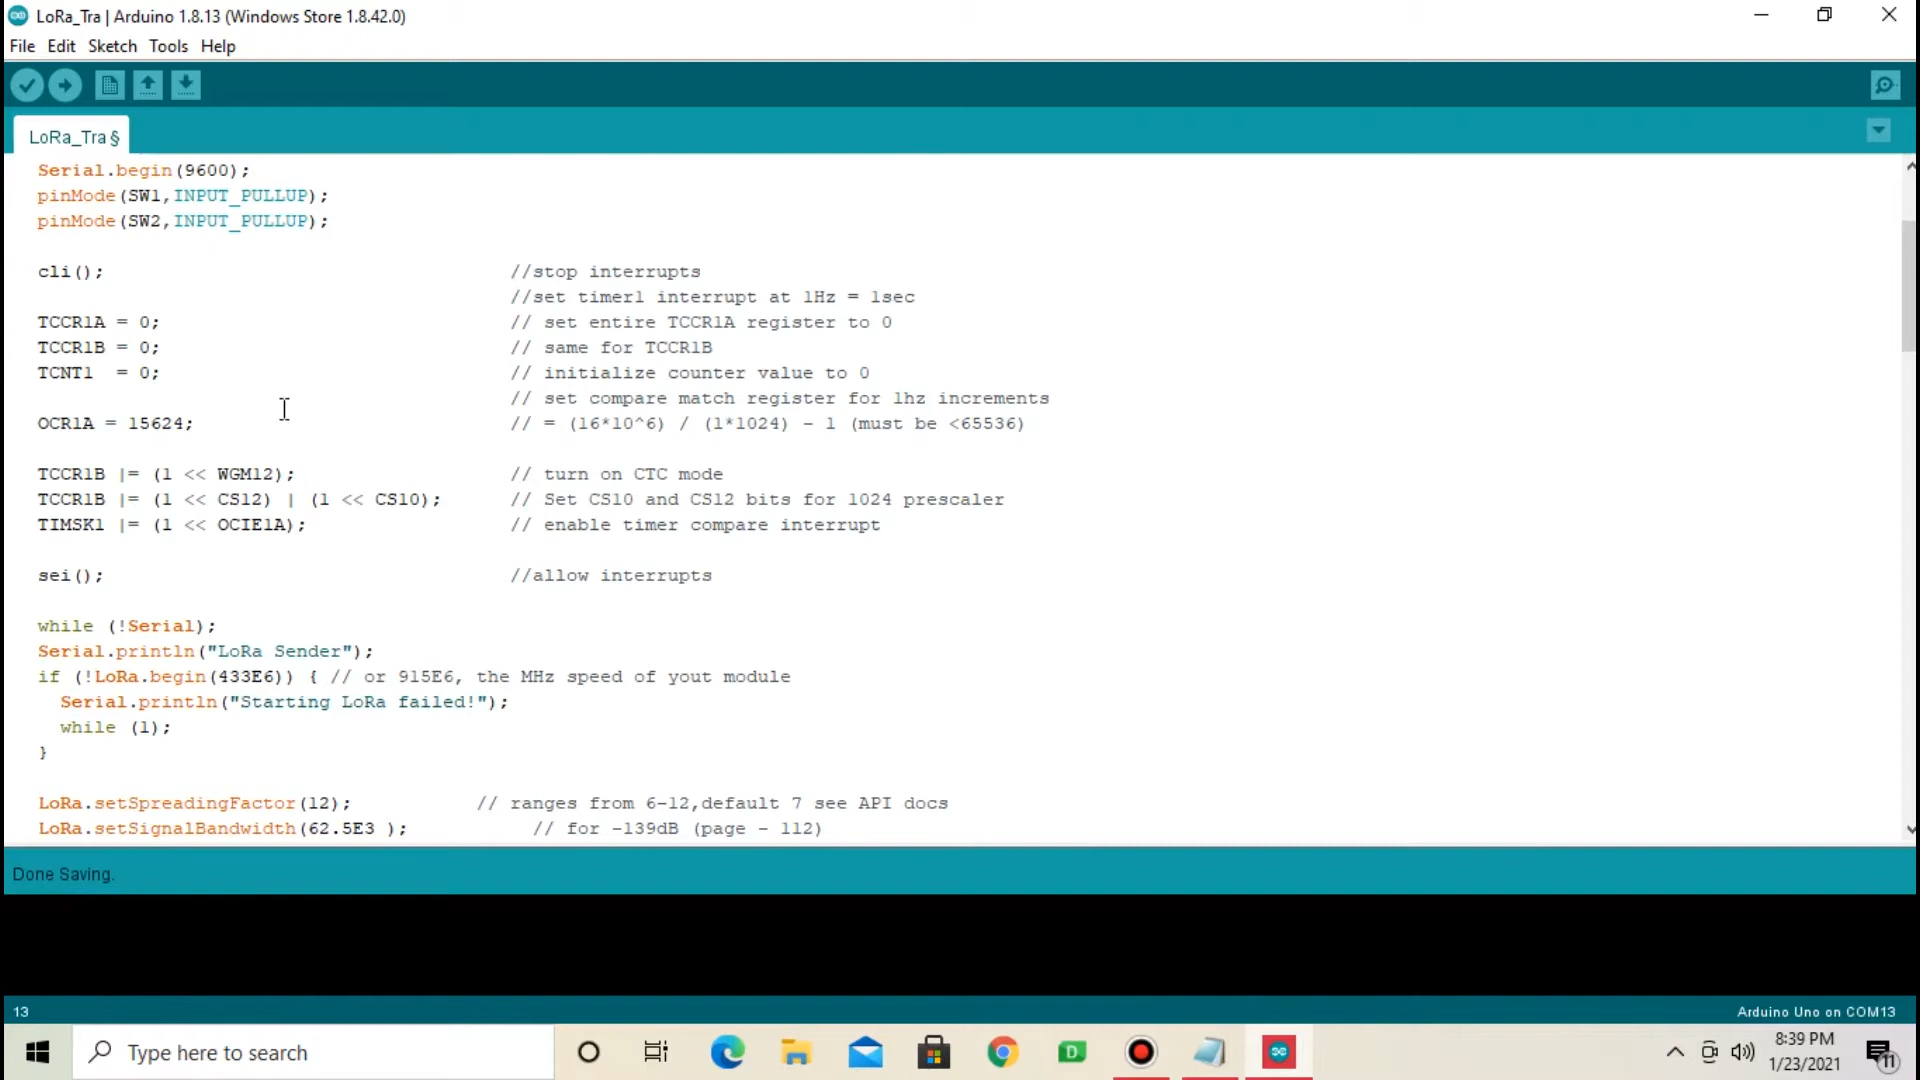 LoRa_Tra | Arduino 1.8.13 (Windows Store 1.8.42.0)
File Edit Sketch Tools Help
LoRa_Tra §
Serial.begin(9600);
pinMode(SW1,INPUT_PULLUP);
pinMode(SW2,INPUT_PULLUP);
cli(); //stop interrupts
//set timer1 interrupt at 1Hz = 1sec
TCCR1A = 0; // set entire TCCR1A register to 0
TCCR1B = 0; // same for TCCR1B
TCNT1  = 0; // initialize counter value to 0
// set compare match register for 1hz increments
OCR1A = 15624; // = (16*10^6) / (1*1024) - 1 (must be <65536)
TCCR1B |= (1 << WGM12); // turn on CTC mode
TCCR1B |= (1 << CS12) | (1 << CS10); // Set CS10 and CS12 bits for 1024 prescaler
TIMSK1 |= (1 << OCIE1A); // enable timer compare interrupt
sei(); //allow interrupts
while (!Serial);
Serial.println("LoRa Sender");
if (!LoRa.begin(433E6)) { // or 915E6, the MHz speed of yout module
Serial.println("Starting LoRa failed!");
while (1);
}
LoRa.setSpreadingFactor(12); // ranges from 6-12,default 7 see API docs
LoRa.setSignalBandwidth(62.5E3 ); // for -139dB (page - 112)
Done Saving.
13 Arduino Uno on COM13
Type here to search
D
8:39 PM
1/23/2021
11